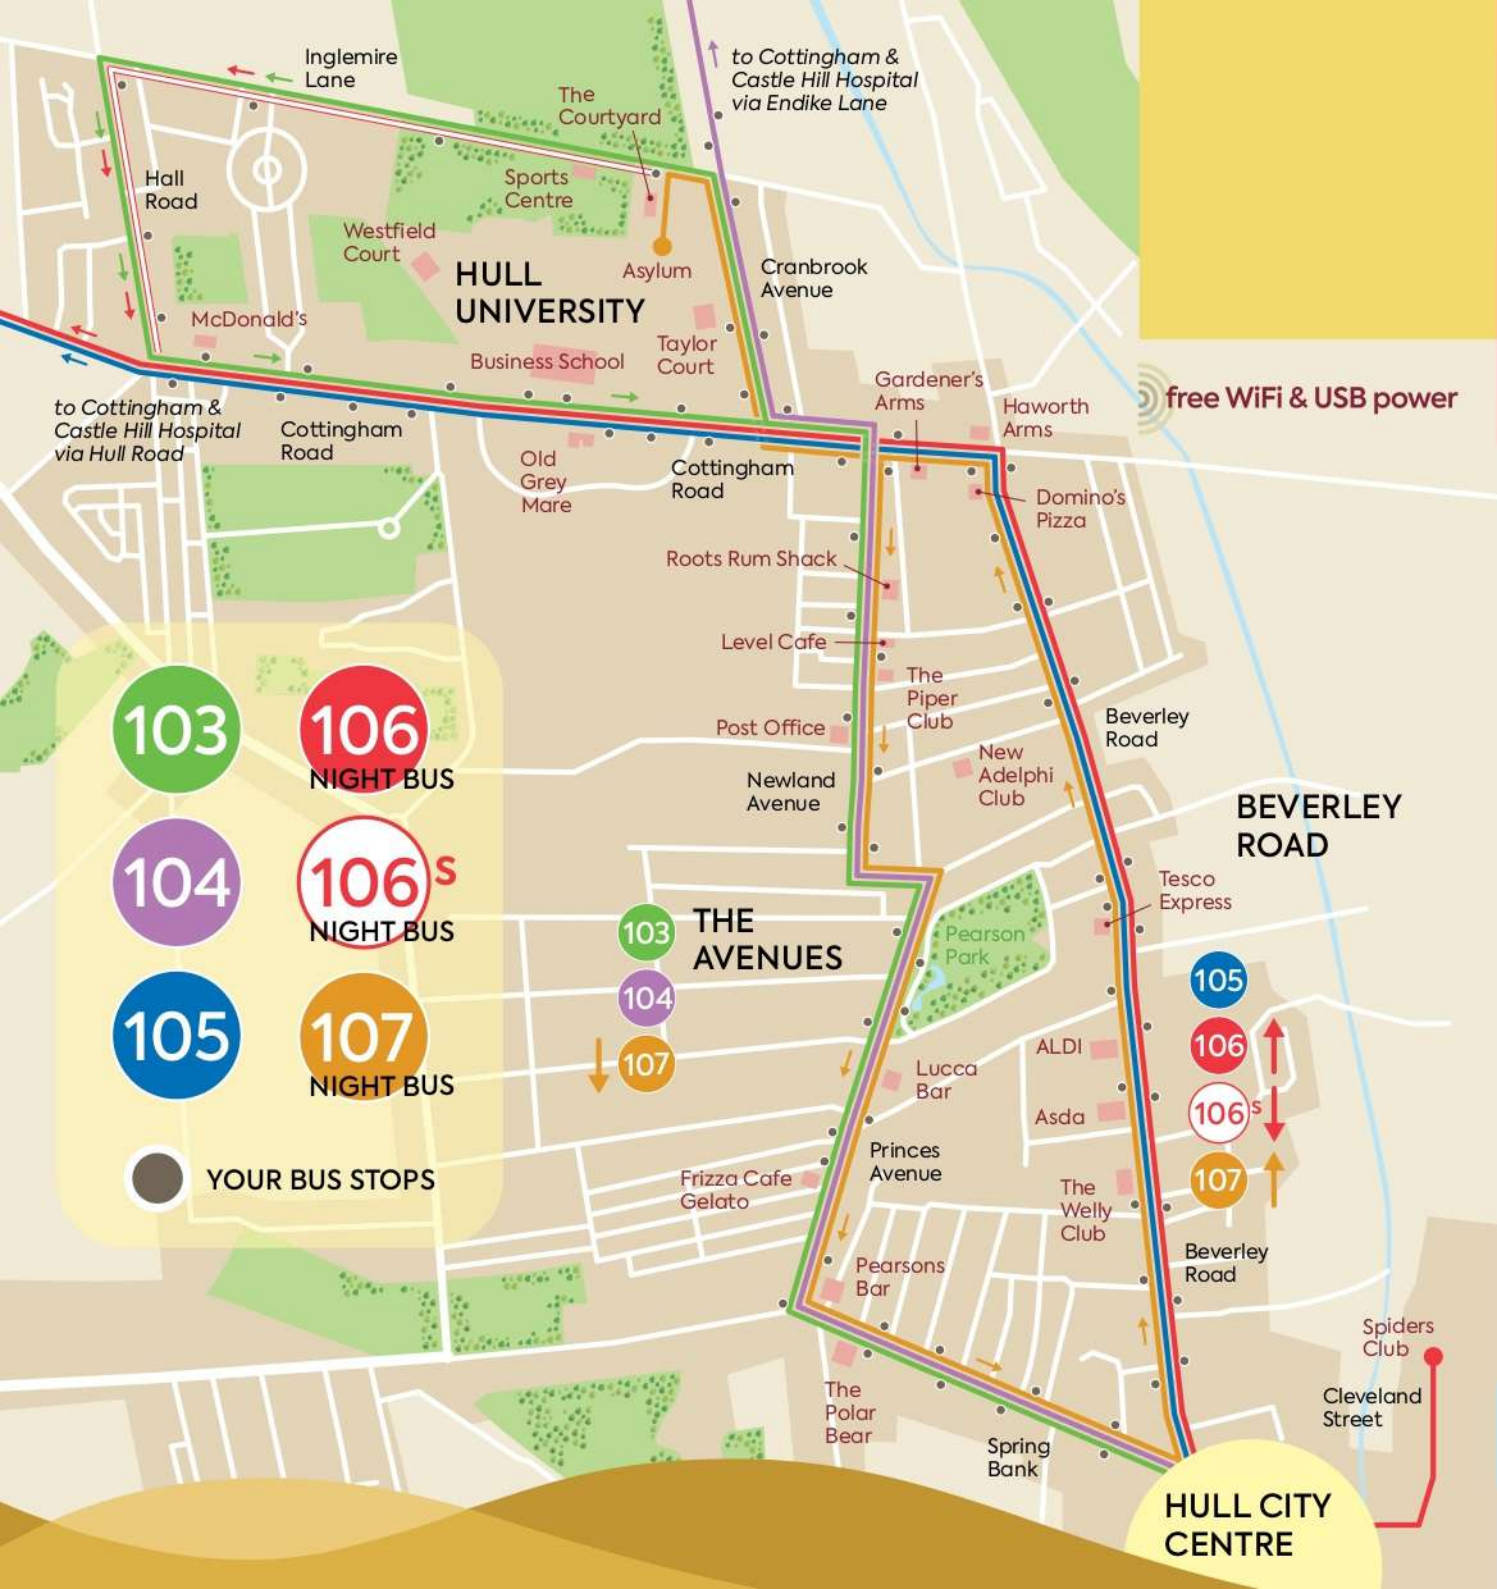 Inglemire
Lane
to Cottingham &
Castle Hill Hospital
via Endike Lane
The
Courtyard
Hall
Road
Sports
Centre
Westfield
Court
HULL
UNIVERSITY
Asylum
Cranbrook
Avenue
McDonald's
Business School
Taylor
Court
Gardener's
Arms
Haworth
Arms
free WiFi & USB power
to Cottingham &
Castle Hill Hospital
via Hull Road
Cottingham
Road
Old
Grey
Mare
Cottingham
Road
Domino's
Pizza
Roots Rum Shack
Level Cafe
The
Piper
Club
Post Office
New
Adelphi
Club
Newland
Avenue
Beverley
Road
BEVERLEY
ROAD
103
106
NIGHT BUS
104
106 S
NIGHT BUS
105
107
NIGHT BUS
YOUR BUS STOPS
103
104
107
THE
AVENUES
Pearson
Park
Tesco
Express
105
106
106 S
107
ALDI
Asda
Lucca
Bar
Princes
Avenue
Frizza Cafe
Gelato
The
Welly
Club
Beverley
Road
Pearsons
Bar
Spiders
Club
Cleveland
Street
The
Polar
Bear
Spring
Bank
HULL CITY
CENTRE